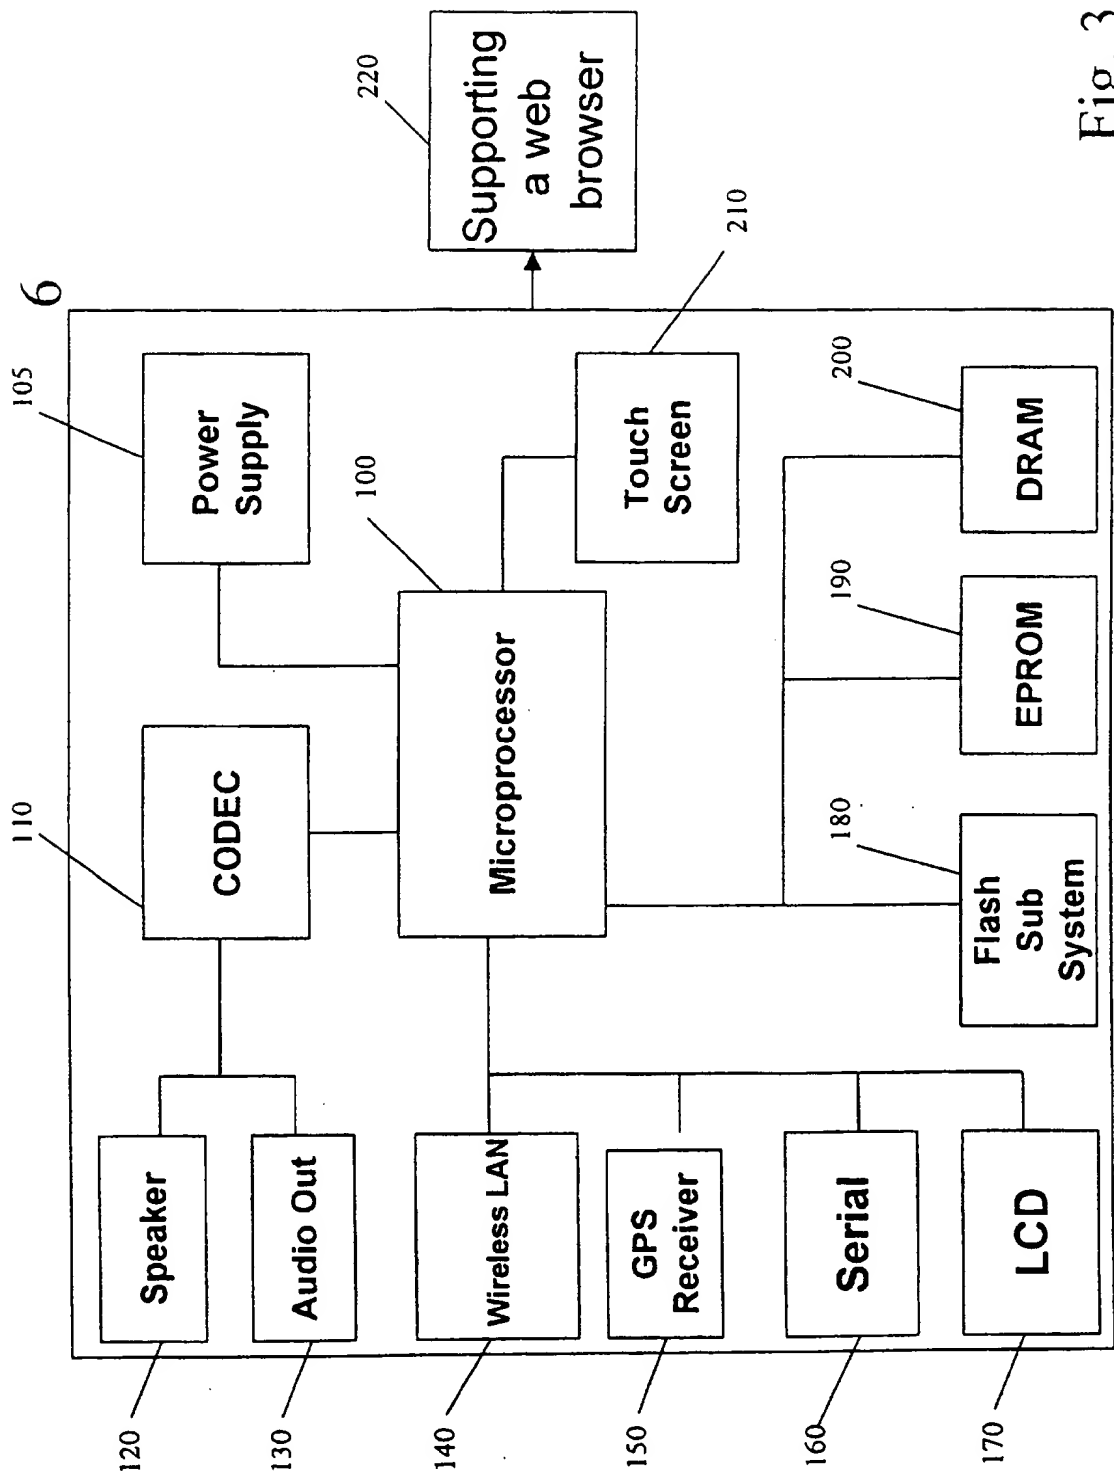 6
105
Power
Supply
110
CODEC
Speaker
120
Audio Out
130
100
Microprocessor
Wireless LAN
140
GPS
Receiver
150
Serial
160
LCD
170
Flash
Sub
System
180
EPROM
190
DRAM
200
Touch
Screen
210
Supporting
a web
browser
220
Fig. 3